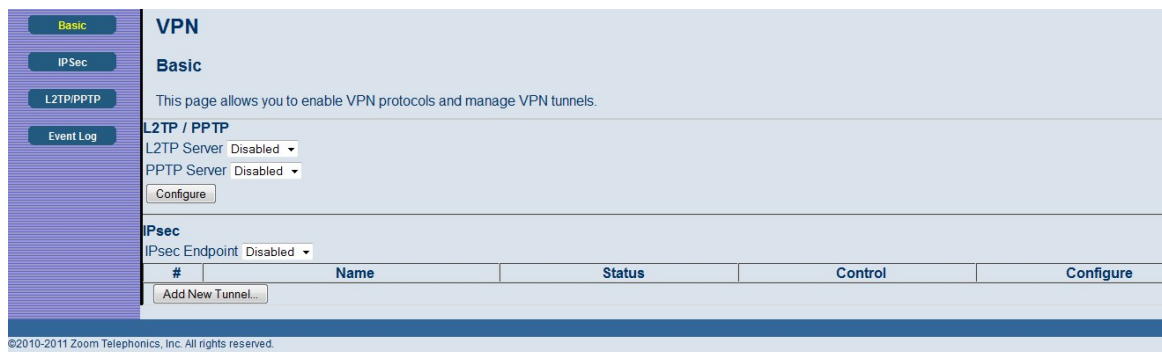 Basic
IPSec
L2TP/PPTP
Event Log
VPN
Basic
This page allows you to enable VPN protocols and manage VPN tunnels.
L2TP / PPTP
L2TP Server Disabled
PPTP Server Disabled
Configure
IPsec
IPsec Endpoint Disabled
# Name Status Control Configure
Add New Tunnel...
©2010-2011 Zoom Telephonics, Inc. All rights reserved.